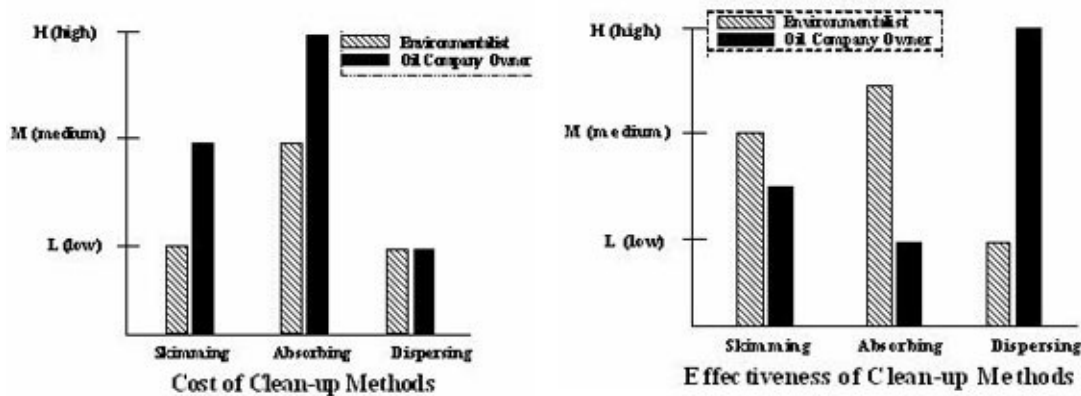 H (high)
Environmentalist
Oil Company Owner
M (medium)
L (low)
Skimming Absorbing Dispersing
Cost of Clean-up Methods
Environmentalist
Oil Company Owner
H (high)
M (medium)
L (low)
Skimming Absorbing Dispersing
Effectiveness of Clean-up Methods